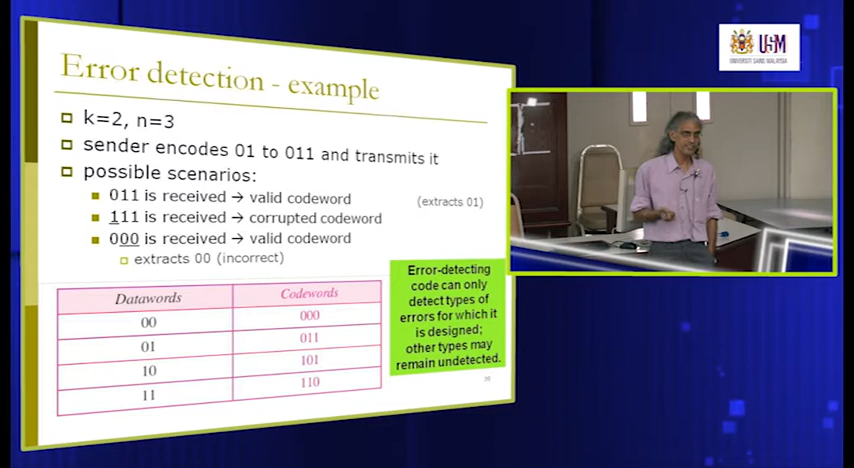 Error detection - example
k=2, n=3
sender encodes 01 to 011 and transmits it
possible scenarios:
011 is received → valid codeword (extracts 01)
111 is received → corrupted codeword
000 is received → valid codeword
extracts 00 (incorrect)
Datawords Codewords
00 000
01 011
10 101
11 110
Error-detecting
code can only
detect types of
errors for which it
is designed;
other types may
remain undetected.
USM
UNIVERSITI SAINS MALAYSIA